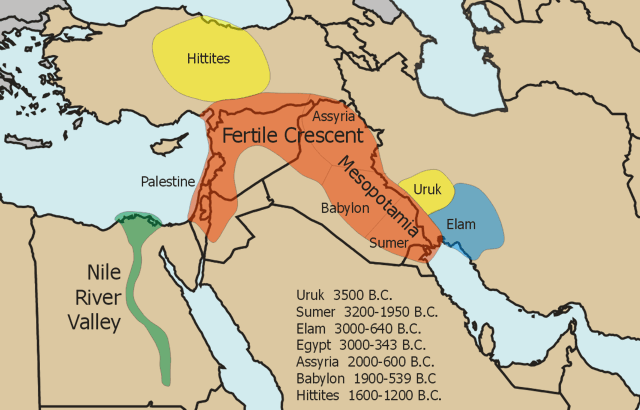 Hittites
Assyria
Fertile Crescent
Palestine
Mesopotamia
Uruk
Babylon
Elam
Sumer
Nile
River
Valley
Uruk 3500 B.C.
Sumer 3200-1950 B.C.
Elam 3000-640 B.C.
Egypt 3000-343 B.C.
Assyria 2000-600 B.C.
Babylon 1900-539 B.C
Hittites 1600-1200 B.C.